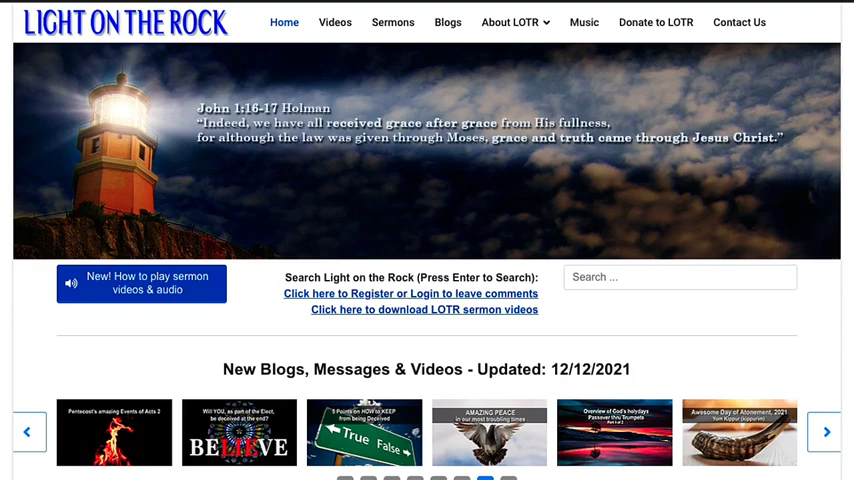 LIGHT ON THE ROCK
Home Videos Sermons Blogs About LOTR Music Donate to LOTR Contact Us
John 1:16-17 Holman
“Indeed, we have all received grace after grace from His fullness,
for although the law was given through Moses, grace and truth came through Jesus Christ.”
New! How to play sermon
videos & audio
Search Light on the Rock (Press Enter to Search):
Search ...
Click here to Register or Login to leave comments
Click here to download LOTR sermon videos
New Blogs, Messages & Videos - Updated: 12/12/2021
Pentecost's amazing Events of Acts 2
Will YOU, as part of the Elect,
be deceived at the end?
BELIEVE
5 Points on HOW to KEEP
from being Deceived
True False
AMAZING PEACE
in our most troubling times
Overview of God's holydays
Passover thru Trumpets
Part 1 of 2
Awesome Day of Atonement, 2021
Yom Kippur (kippurim)